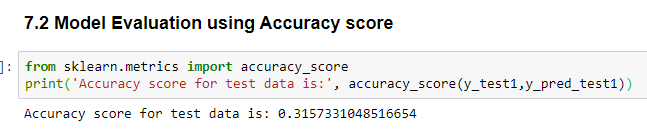 7.2 Model Evaluation using Accuracy score
]: from sklearn.metrics import accuracy_score
print('Accuracy score for test data is:', accuracy_score(y_test1,y_pred_test1))
Accuracy score for test data is: 0.3157331048516654